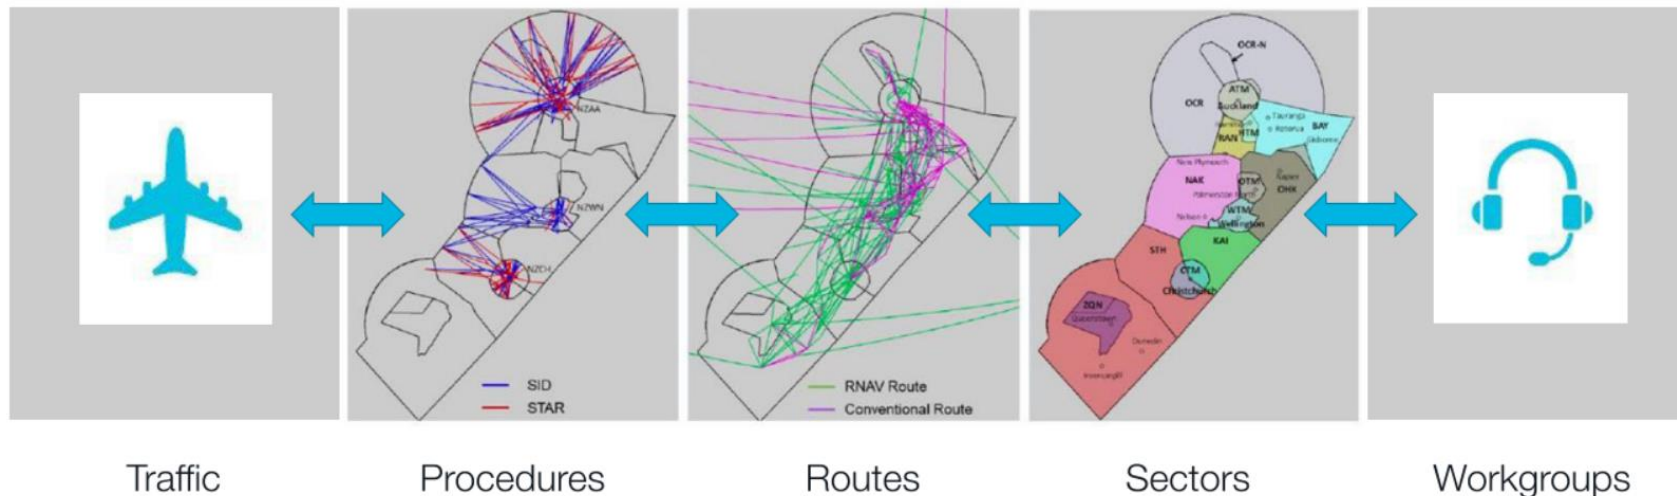 NZAA
NZWN
NZCH
SID
STAR
RNAV Route
Conventional Route
OCR-N
ATM
OCR
Auckland
Tauranga
BAY
Rotorua
HTM
RAN
Gisborne
New Plymouth
Napier
NAK
OTM
OHK
Palmerston North
WTM
Nelson
Wellington
KAI
STH
CTM
Christchurch
ZQN
Queenstown
Dunedin
Invercargill
Traffic
Procedures
Routes
Sectors
Workgroups